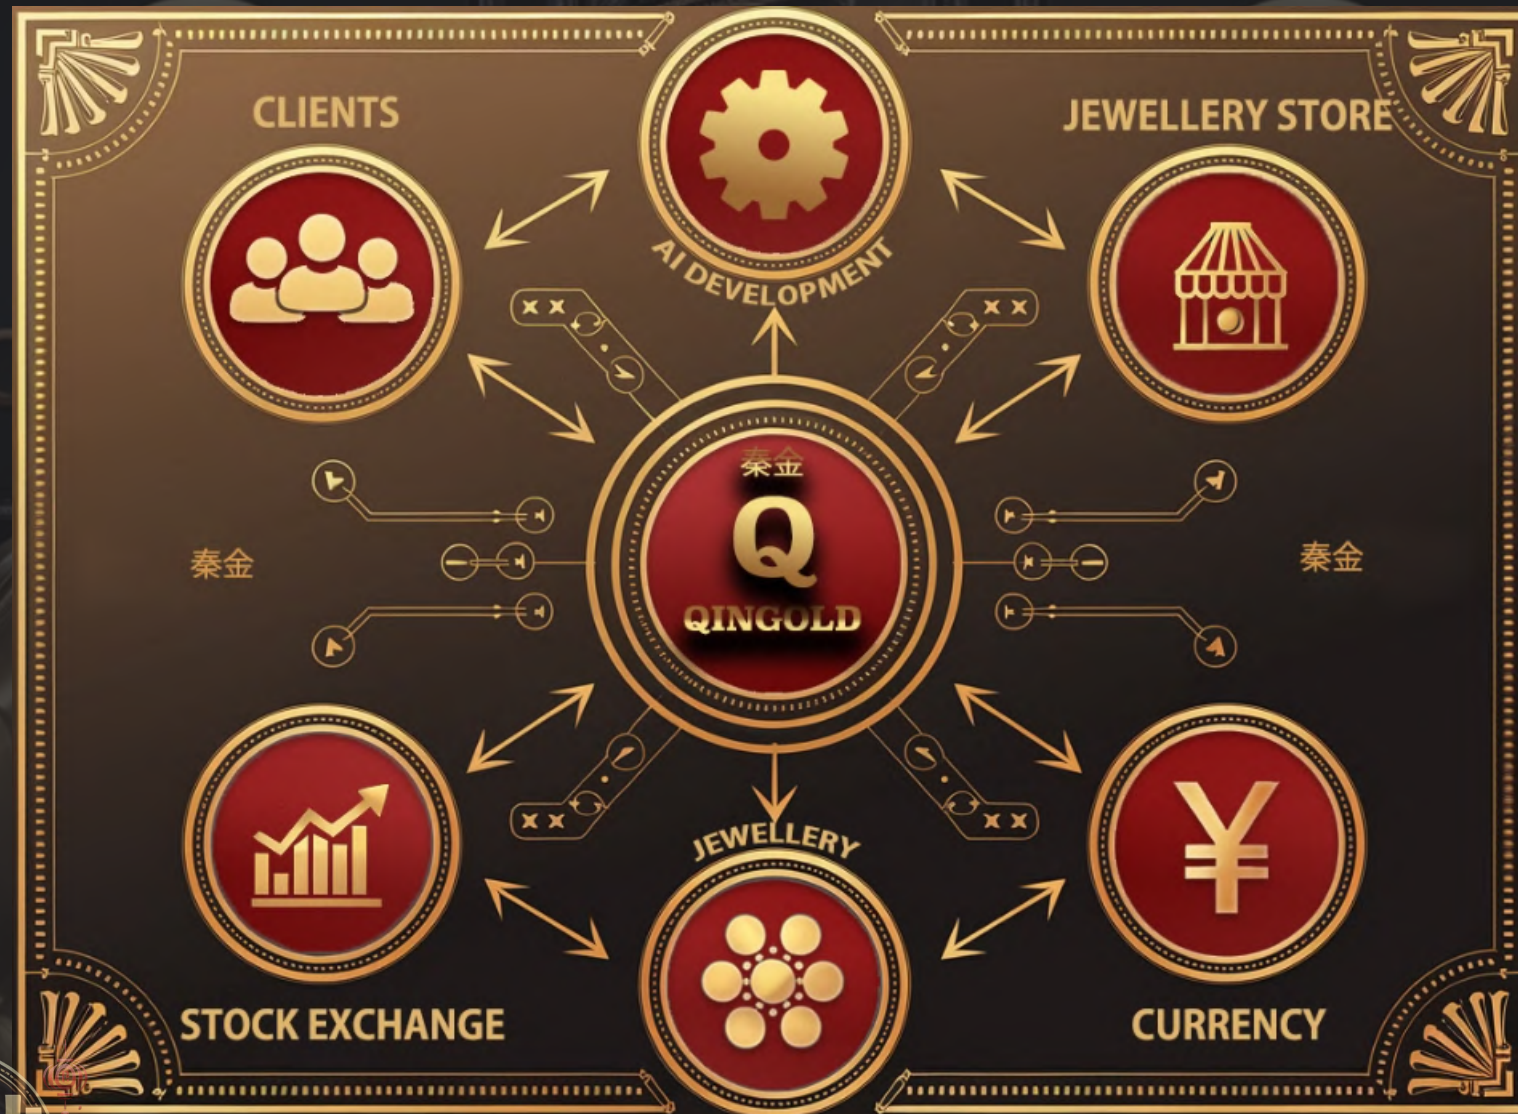 CLIENTS
JEWELLERY STORE
AI DEVELOPMENT
秦金
Q
QINGOLD
秦金
秦金
JEWELLERY
¥
STOCK EXCHANGE
CURRENCY